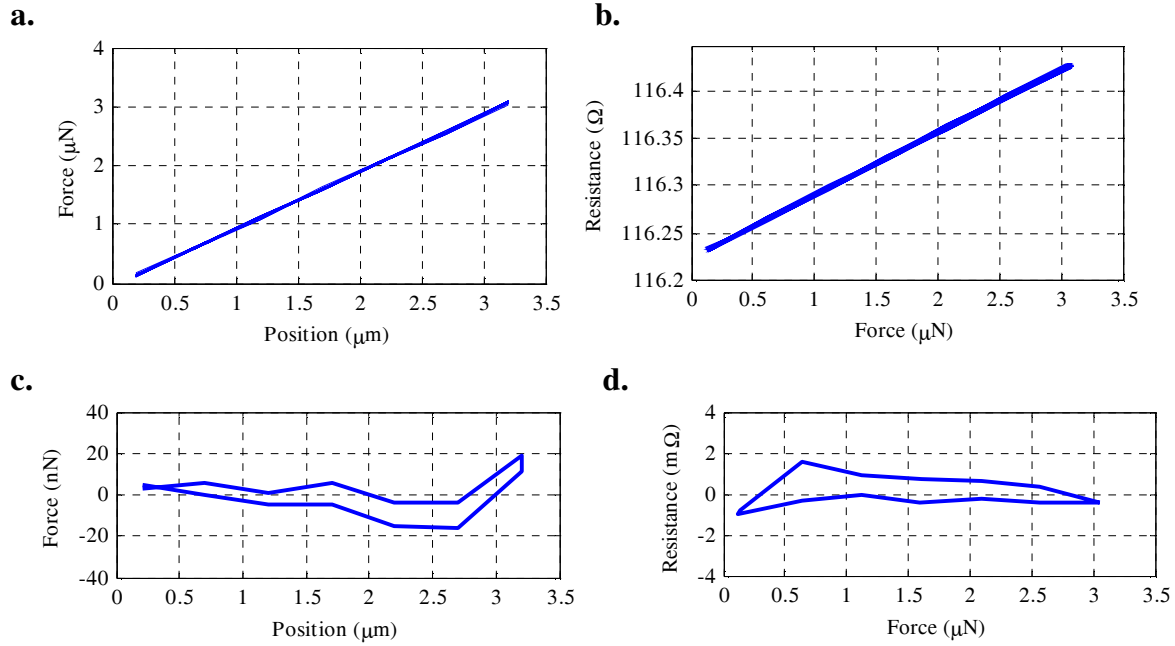 a.
Force (μN)
4
3
2
1
0
0 0.5 1 1.5 2 2.5 3 3.5
Position (μm)
b.
Resistance (Ω)
116.4
116.35
116.3
116.25
116.2
0 0.5 1 1.5 2 2.5 3 3.5
Force (μN)
c.
Force (nN)
40
20
0
-20
-40
0 0.5 1 1.5 2 2.5 3 3.5
Position (μm)
d.
Resistance (mΩ)
4
2
0
-2
-4
0 0.5 1 1.5 2 2.5 3 3.5
Force (μN)